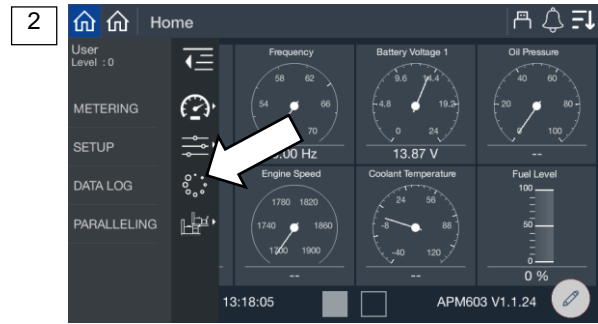 2
Home
User
Level : 0
METERING
SETUP
DATA LOG
PARALLELING
Frequency
58 62
54 66
70
.00 Hz
Battery Voltage 1
9.6 14.4
4.8 19.2
0 24
13.87 V
Oil Pressure
40 60
20 80
0 100
--
Engine Speed
1780 1820
1740 1860
1700 1900
--
Coolant Temperature
24 56
-8 88
-40 120
--
Fuel Level
100
50
0
0 %
13:18:05
APM603 V1.1.24